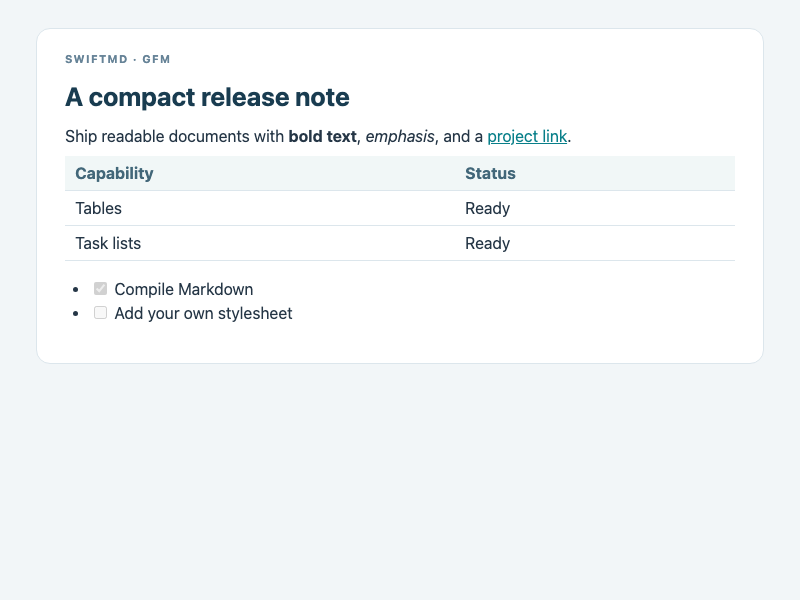 SWIFTMD · GFM
A compact release note
Ship readable documents with bold text, emphasis, and a project link.
Capability Status
Tables Ready
Task lists Ready
Compile Markdown
Add your own stylesheet